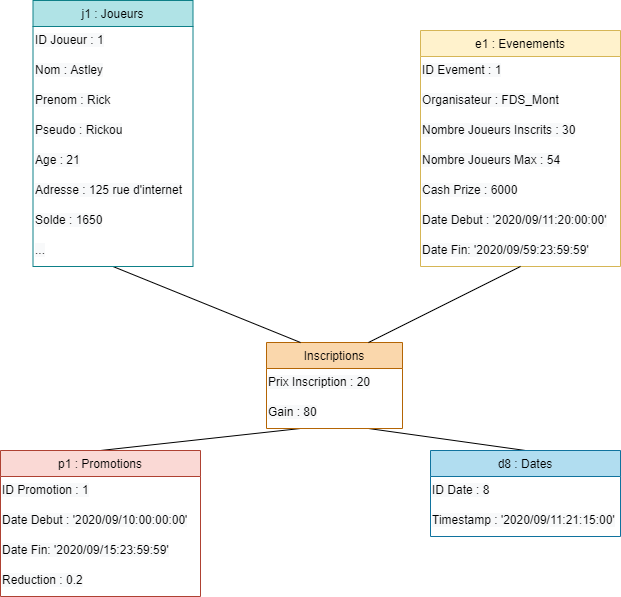 j1 : Joueurs
ID Joueur : 1
Nom : Astley
Prenom : Rick
Pseudo : Rickou
Age : 21
Adresse : 125 rue d'internet
Solde : 1650
...
e1 : Evenements
ID Evement : 1
Organisateur : FDS_Mont
Nombre Joueurs Inscrits : 30
Nombre Joueurs Max : 54
Cash Prize : 6000
Date Debut : '2020/09/11:20:00:00'
Date Fin: '2020/09/59:23:59:59'
Inscriptions
Prix Inscription : 20
Gain : 80
p1 : Promotions
ID Promotion : 1
Date Debut : '2020/09/10:00:00:00'
Date Fin: '2020/09/15:23:59:59'
Reduction : 0.2
d8 : Dates
ID Date : 8
Timestamp : '2020/09/11:21:15:00'